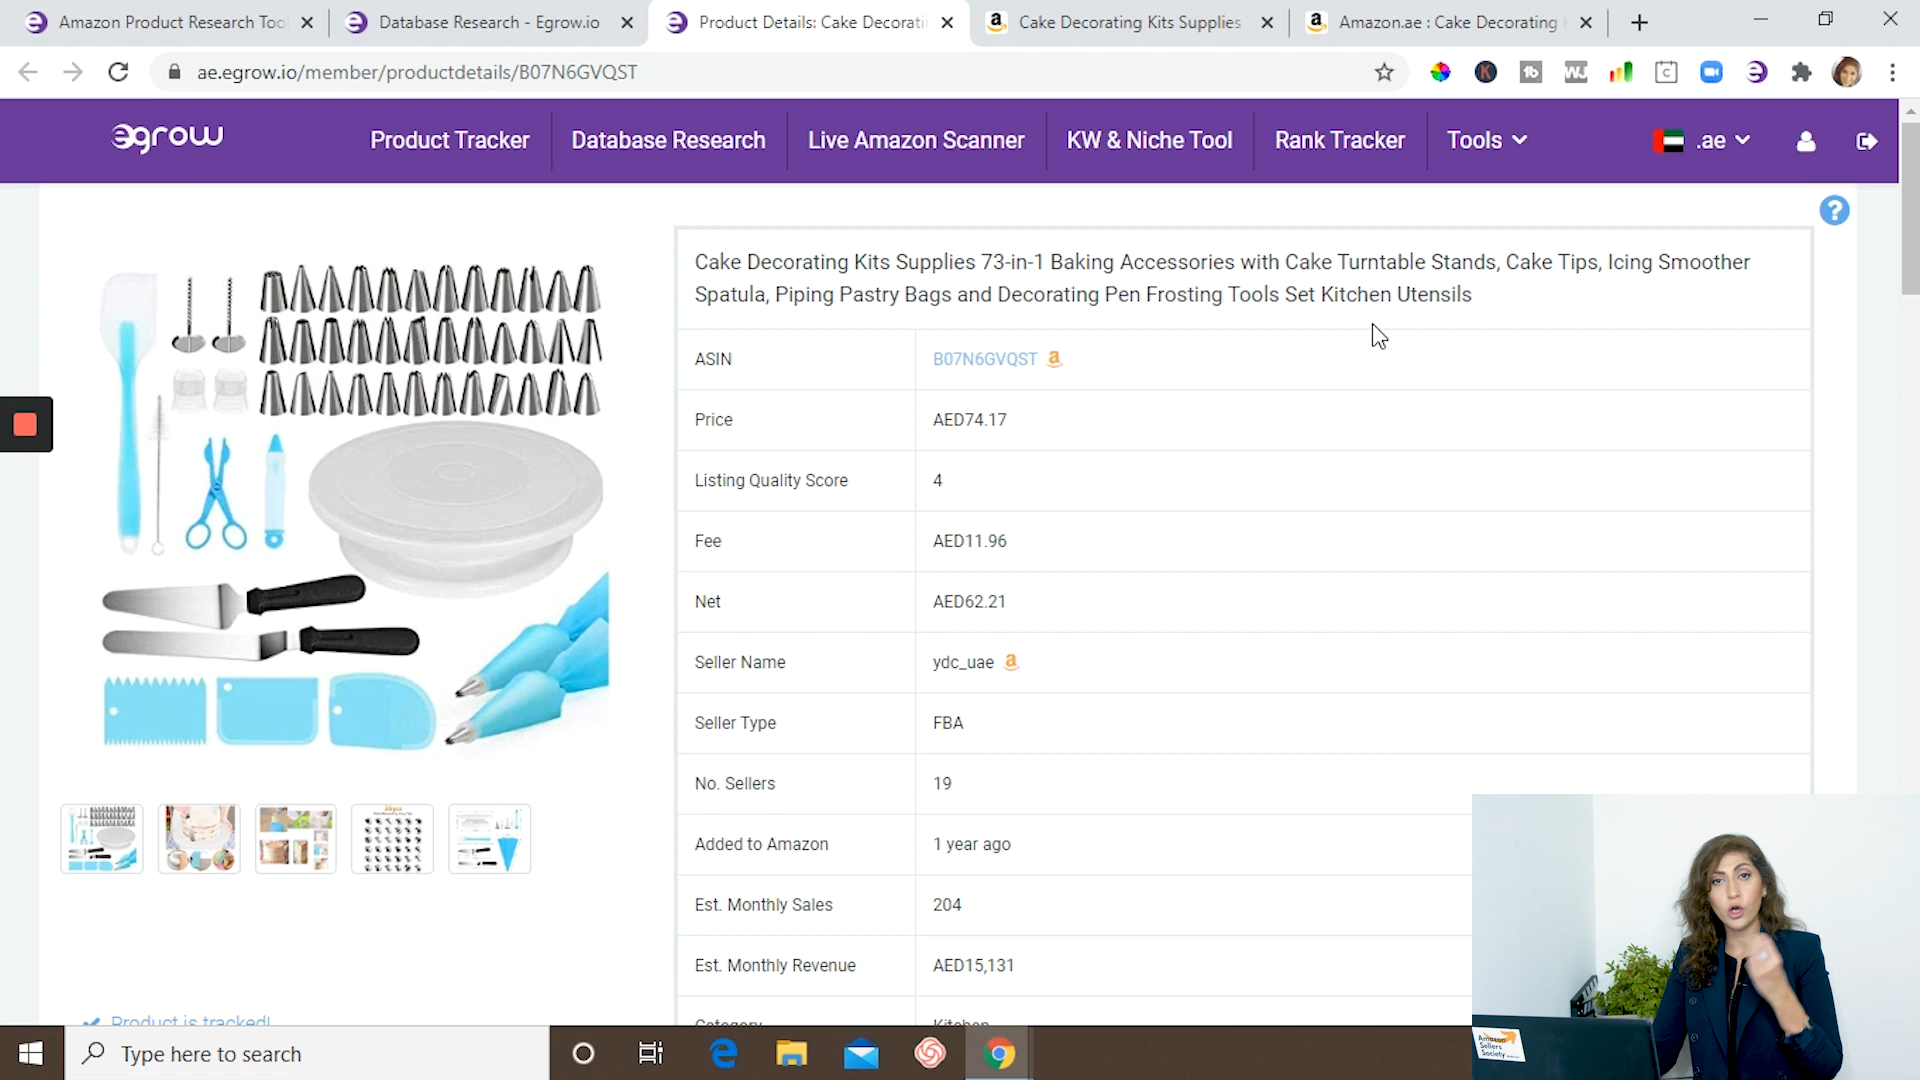 Amazon Product Research Too
Database Research - Egrow.io
Product Details: Cake Decorati
Cake Decorating Kits Supplies
Amazon.ae : Cake Decorating
ae.egrow.io/member/productdetails/B07N6GVQST
egrow
Product Tracker
Database Research
Live Amazon Scanner
KW & Niche Tool
Rank Tracker
Tools
.ae
?
Cake Decorating Kits Supplies 73-in-1 Baking Accessories with Cake Turntable Stands, Cake Tips, Icing Smoother
Spatula, Piping Pastry Bags and Decorating Pen Frosting Tools Set Kitchen Utensils
ASIN B07N6GVQST
Price AED74.17
Listing Quality Score 4
Fee AED11.96
Net AED62.21
Seller Name ydc_uae
Seller Type FBA
No. Sellers 19
Added to Amazon 1 year ago
Est. Monthly Sales 204
Est. Monthly Revenue AED15,131
Category Kitchen
Product is tracked!
Amazon
Sellers
Society
Type here to search